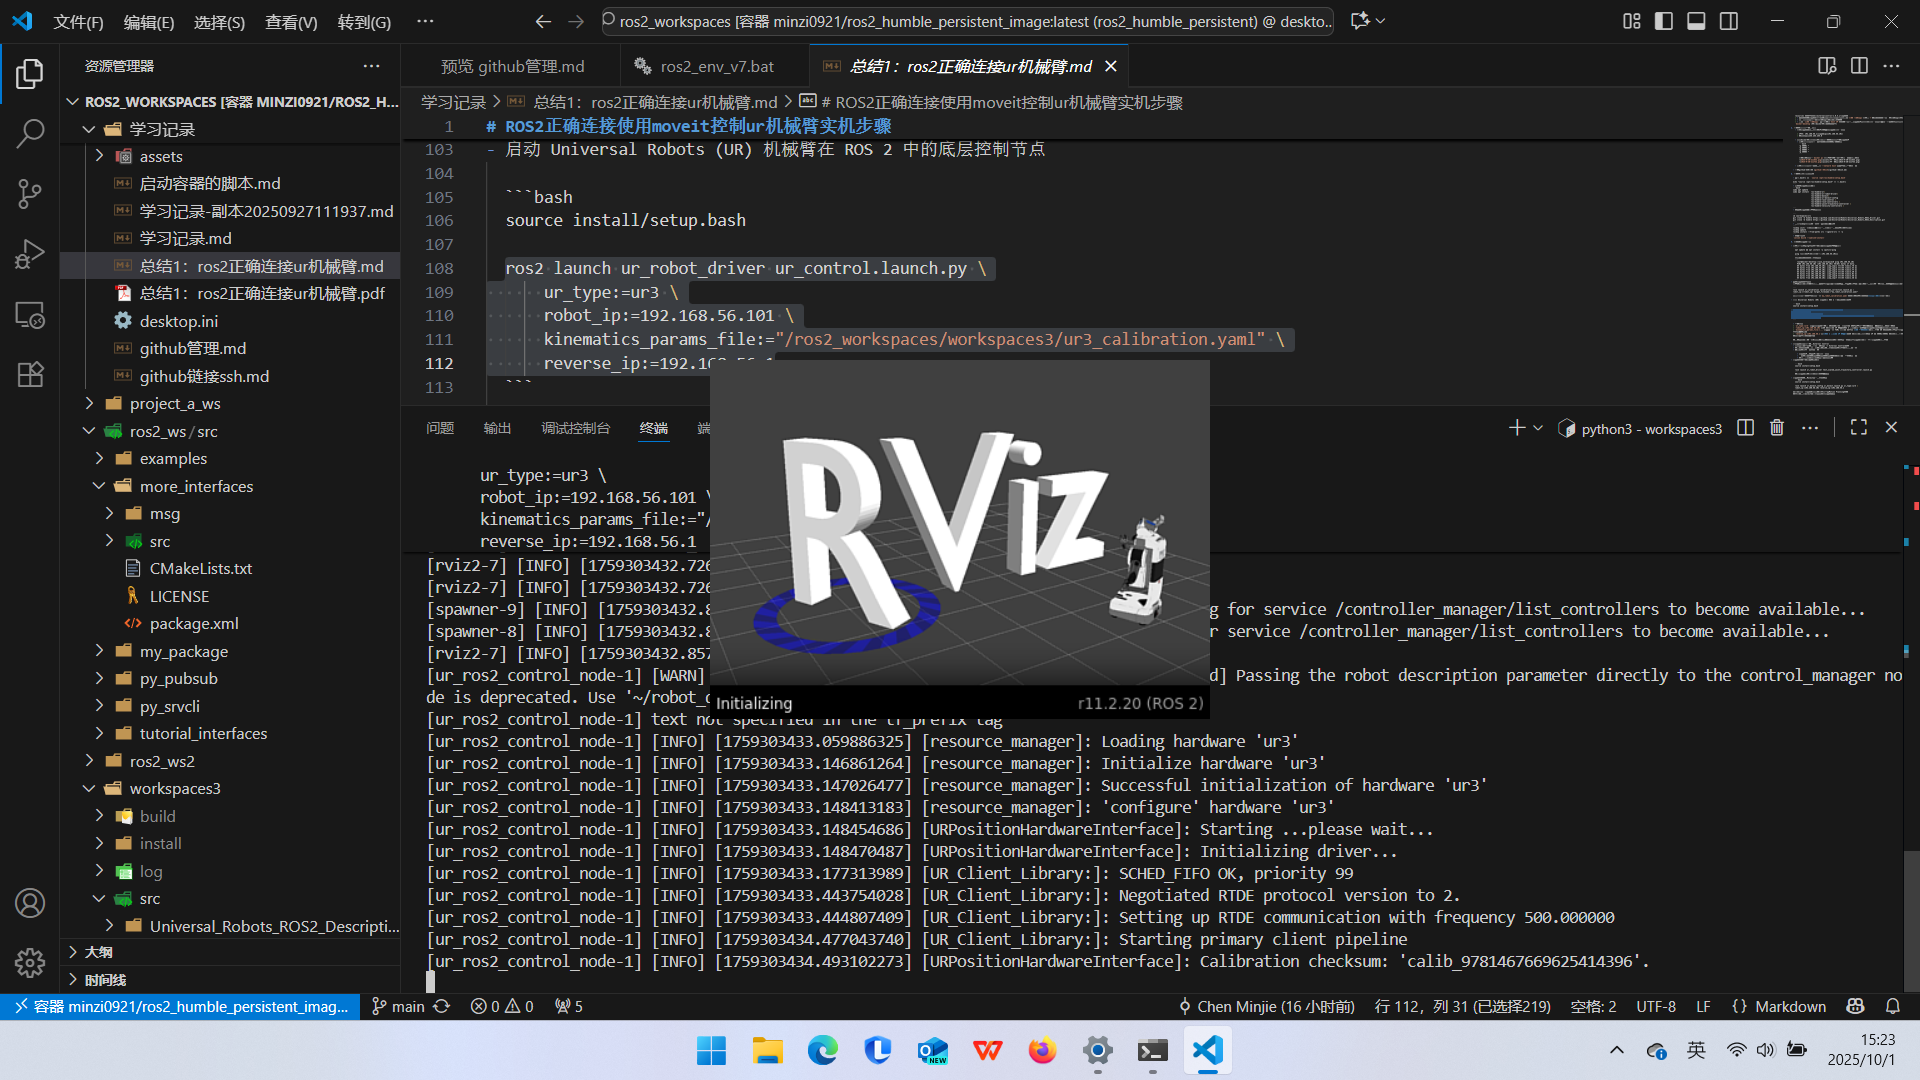 文件(F) 编辑(E) 选择(S) 查看(V) 转到(G) ···
ros2_workspaces [容器 minzi0921/ros2_humble_persistent_image:latest (ros2_humble_persistent) @ deskto...
资源管理器
ROS2_WORKSPACES [容器 MINZI0921/ROS2_H...
学习记录
assets
启动容器的脚本.md
学习记录-副本20250927111937.md
学习记录.md
总结1：ros2正确连接ur机械臂.md
总结1：ros2正确连接ur机械臂.pdf
desktop.ini
github管理.md
github链接ssh.md
project_a_ws
ros2_ws / src
examples
more_interfaces
msg
src
CMakeLists.txt
LICENSE
package.xml
my_package
py_pubsub
py_srvcli
tutorial_interfaces
ros2_ws2
workspaces3
build
install
log
src
Universal_Robots_ROS2_Descripti...
大纲
时间线
预览 github管理.md
ros2_env_v7.bat
总结1：ros2正确连接ur机械臂.md
学习记录 > 总结1：ros2正确连接ur机械臂.md > # ROS2正确连接使用moveit控制ur机械臂实机步骤
1 # ROS2正确连接使用moveit控制ur机械臂实机步骤
103 - 启动 Universal Robots (UR) 机械臂在 ROS 2 中的底层控制节点
104
105 ```bash
106 source install/setup.bash
107
108 ros2 launch ur_robot_driver ur_control.launch.py \
109 ur_type:=ur3 \
110 robot_ip:=192.168.56.101 \
111 kinematics_params_file:="/ros2_workspaces/workspaces3/ur3_calibration.yaml" \
112 reverse_ip:=192.168.56.1
113 ```
问题 输出 调试控制台 终端 端
python3 - workspaces3
ur_type:=ur3 \
robot_ip:=192.168.56.101 \
kinematics_params_file:="/
reverse_ip:=192.168.56.1
[rviz2-7] [INFO] [1759303432.726
[rviz2-7] [INFO] [1759303432.726
[spawner-9] [INFO] [1759303432.8 g for service /controller_manager/list_controllers to become available...
[spawner-8] [INFO] [1759303432.8 r service /controller_manager/list_controllers to become available...
[rviz2-7] [INFO] [1759303432.857
[ur_ros2_control_node-1] [WARN] d] Passing the robot description parameter directly to the control_manager no
de is deprecated. Use '~/robot_d
[ur_ros2_control_node-1] text not specified in the tf_prefix tag
[ur_ros2_control_node-1] [INFO] [1759303433.059886325] [resource_manager]: Loading hardware 'ur3'
[ur_ros2_control_node-1] [INFO] [1759303433.146861264] [resource_manager]: Initialize hardware 'ur3'
[ur_ros2_control_node-1] [INFO] [1759303433.147026477] [resource_manager]: Successful initialization of hardware 'ur3'
[ur_ros2_control_node-1] [INFO] [1759303433.148413183] [resource_manager]: 'configure' hardware 'ur3'
[ur_ros2_control_node-1] [INFO] [1759303433.148454686] [URPositionHardwareInterface]: Starting ...please wait...
[ur_ros2_control_node-1] [INFO] [1759303433.148470487] [URPositionHardwareInterface]: Initializing driver...
[ur_ros2_control_node-1] [INFO] [1759303433.177313989] [UR_Client_Library:]: SCHED_FIFO OK, priority 99
[ur_ros2_control_node-1] [INFO] [1759303433.443754028] [UR_Client_Library:]: Negotiated RTDE protocol version to 2.
[ur_ros2_control_node-1] [INFO] [1759303433.444807409] [UR_Client_Library:]: Setting up RTDE communication with frequency 500.000000
[ur_ros2_control_node-1] [INFO] [1759303434.477043740] [UR_Client_Library:]: Starting primary client pipeline
[ur_ros2_control_node-1] [INFO] [1759303434.493102273] [URPositionHardwareInterface]: Calibration checksum: 'calib_9781467669625414396'.
RViz
Initializing r11.2.20 (ROS 2)
容器 minzi0921/ros2_humble_persistent_imag... main 0 0 5
Chen Minjie (16 小时前) 行 112，列 31 (已选择219) 空格: 2 UTF-8 LF {} Markdown
英 15:23
2025/10/1